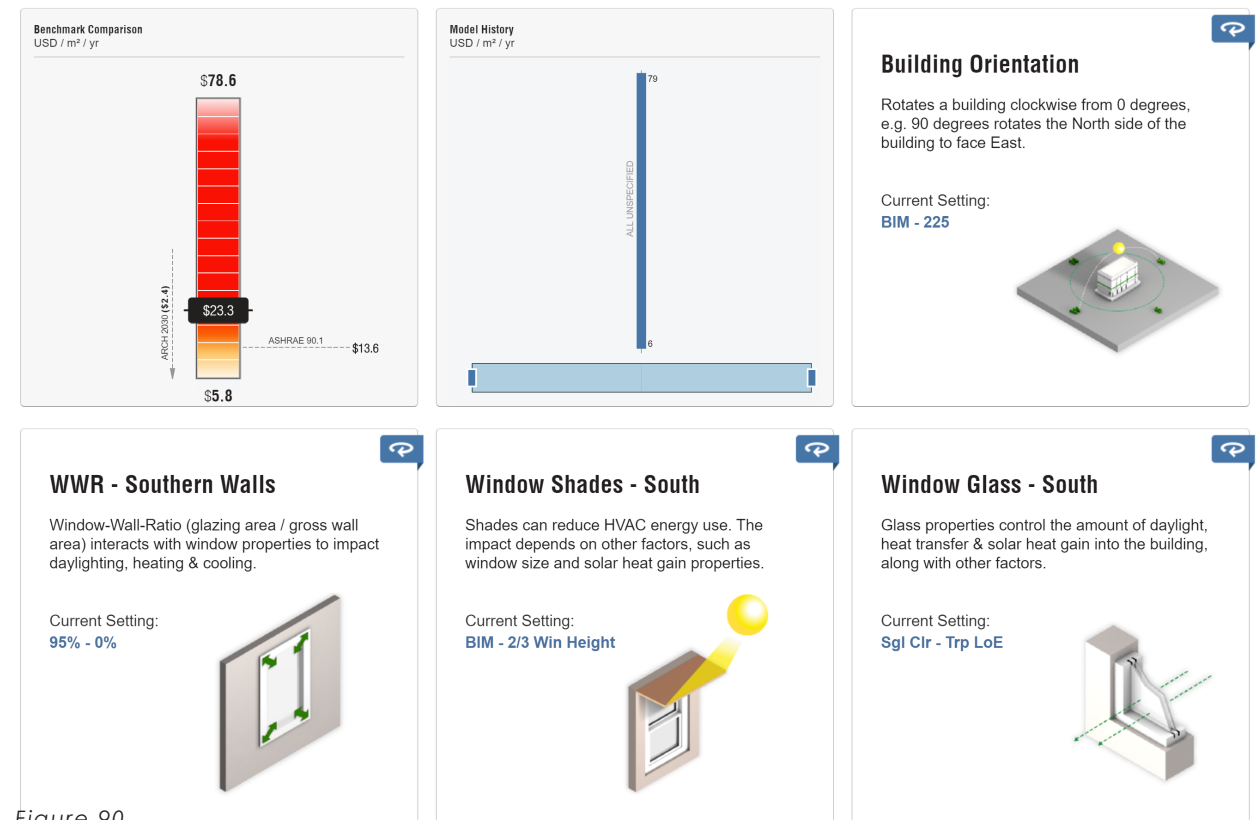 Benchmark Comparison
USD / m² / yr
$78.6
ARCH 2030 ($2.4)
$23.3
ASHRAE 90.1
$13.6
$5.8
Model History
USD / m² / yr
79
ALL UNSPECIFIED
6
Building Orientation
Rotates a building clockwise from 0 degrees,
e.g. 90 degrees rotates the North side of the
building to face East.
Current Setting:
BIM - 225
WWR - Southern Walls
Window-Wall-Ratio (glazing area / gross wall
area) interacts with window properties to impact
daylighting, heating & cooling.
Current Setting:
95% - 0%
Window Shades - South
Shades can reduce HVAC energy use. The
impact depends on other factors, such as
window size and solar heat gain properties.
Current Setting:
BIM - 2/3 Win Height
Window Glass - South
Glass properties control the amount of daylight,
heat transfer & solar heat gain into the building,
along with other factors.
Current Setting:
Sgl Clr - Trp LoE
Figure 90